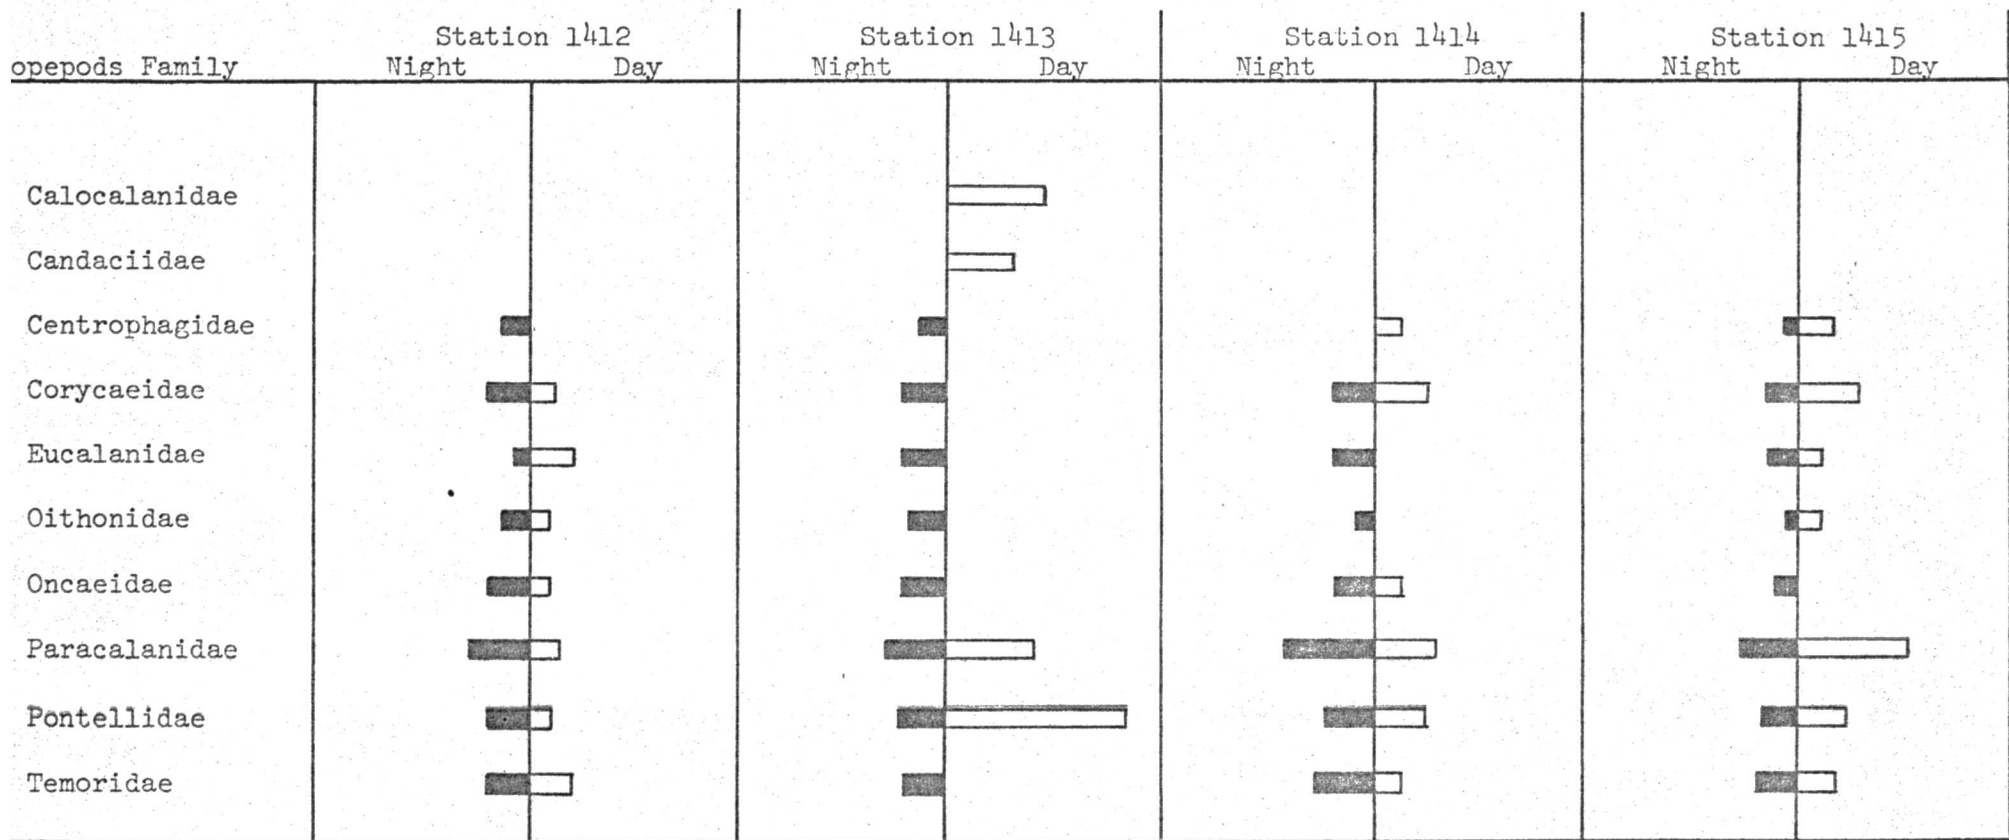 Station 1412 Station 1413 Station 1414 Station 1415
opepods Family Night Day Night Day Night Day Night Day
Calocalanidae
Candaciidae
Centrophagidae
Corycaeidae
Eucalanidae
Oithonidae
Oncaeidae
Paracalanidae
Pontellidae
Temoridae